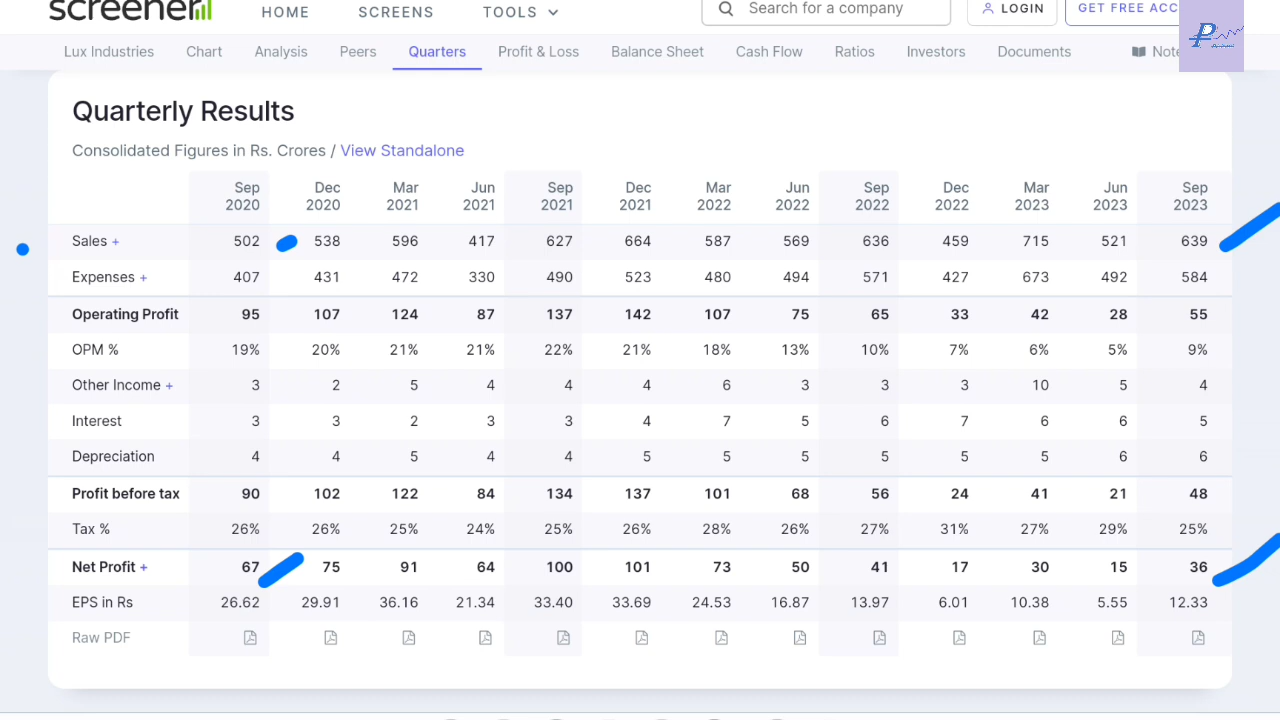 screener
HOME SCREENS TOOLS
Search for a company
LOGIN
GET FREE ACC
Lux Industries Chart Analysis Peers Quarters Profit & Loss Balance Sheet Cash Flow Ratios Investors Documents Note
Quarterly Results
Consolidated Figures in Rs. Crores / View Standalone
Sep 2020 Dec 2020 Mar 2021 Jun 2021 Sep 2021 Dec 2021 Mar 2022 Jun 2022 Sep 2022 Dec 2022 Mar 2023 Jun 2023 Sep 2023
Sales + 502 538 596 417 627 664 587 569 636 459 715 521 639
Expenses + 407 431 472 330 490 523 480 494 571 427 673 492 584
Operating Profit 95 107 124 87 137 142 107 75 65 33 42 28 55
OPM % 19% 20% 21% 21% 22% 21% 18% 13% 10% 7% 6% 5% 9%
Other Income + 3 2 5 4 4 4 6 3 3 3 10 5 4
Interest 3 3 2 3 3 4 7 5 6 7 6 6 5
Depreciation 4 4 5 4 4 5 5 5 5 5 5 6 6
Profit before tax 90 102 122 84 134 137 101 68 56 24 41 21 48
Tax % 26% 26% 25% 24% 25% 26% 28% 26% 27% 31% 27% 29% 25%
Net Profit + 67 75 91 64 100 101 73 50 41 17 30 15 36
EPS in Rs 26.62 29.91 36.16 21.34 33.40 33.69 24.53 16.87 13.97 6.01 10.38 5.55 12.33
Raw PDF